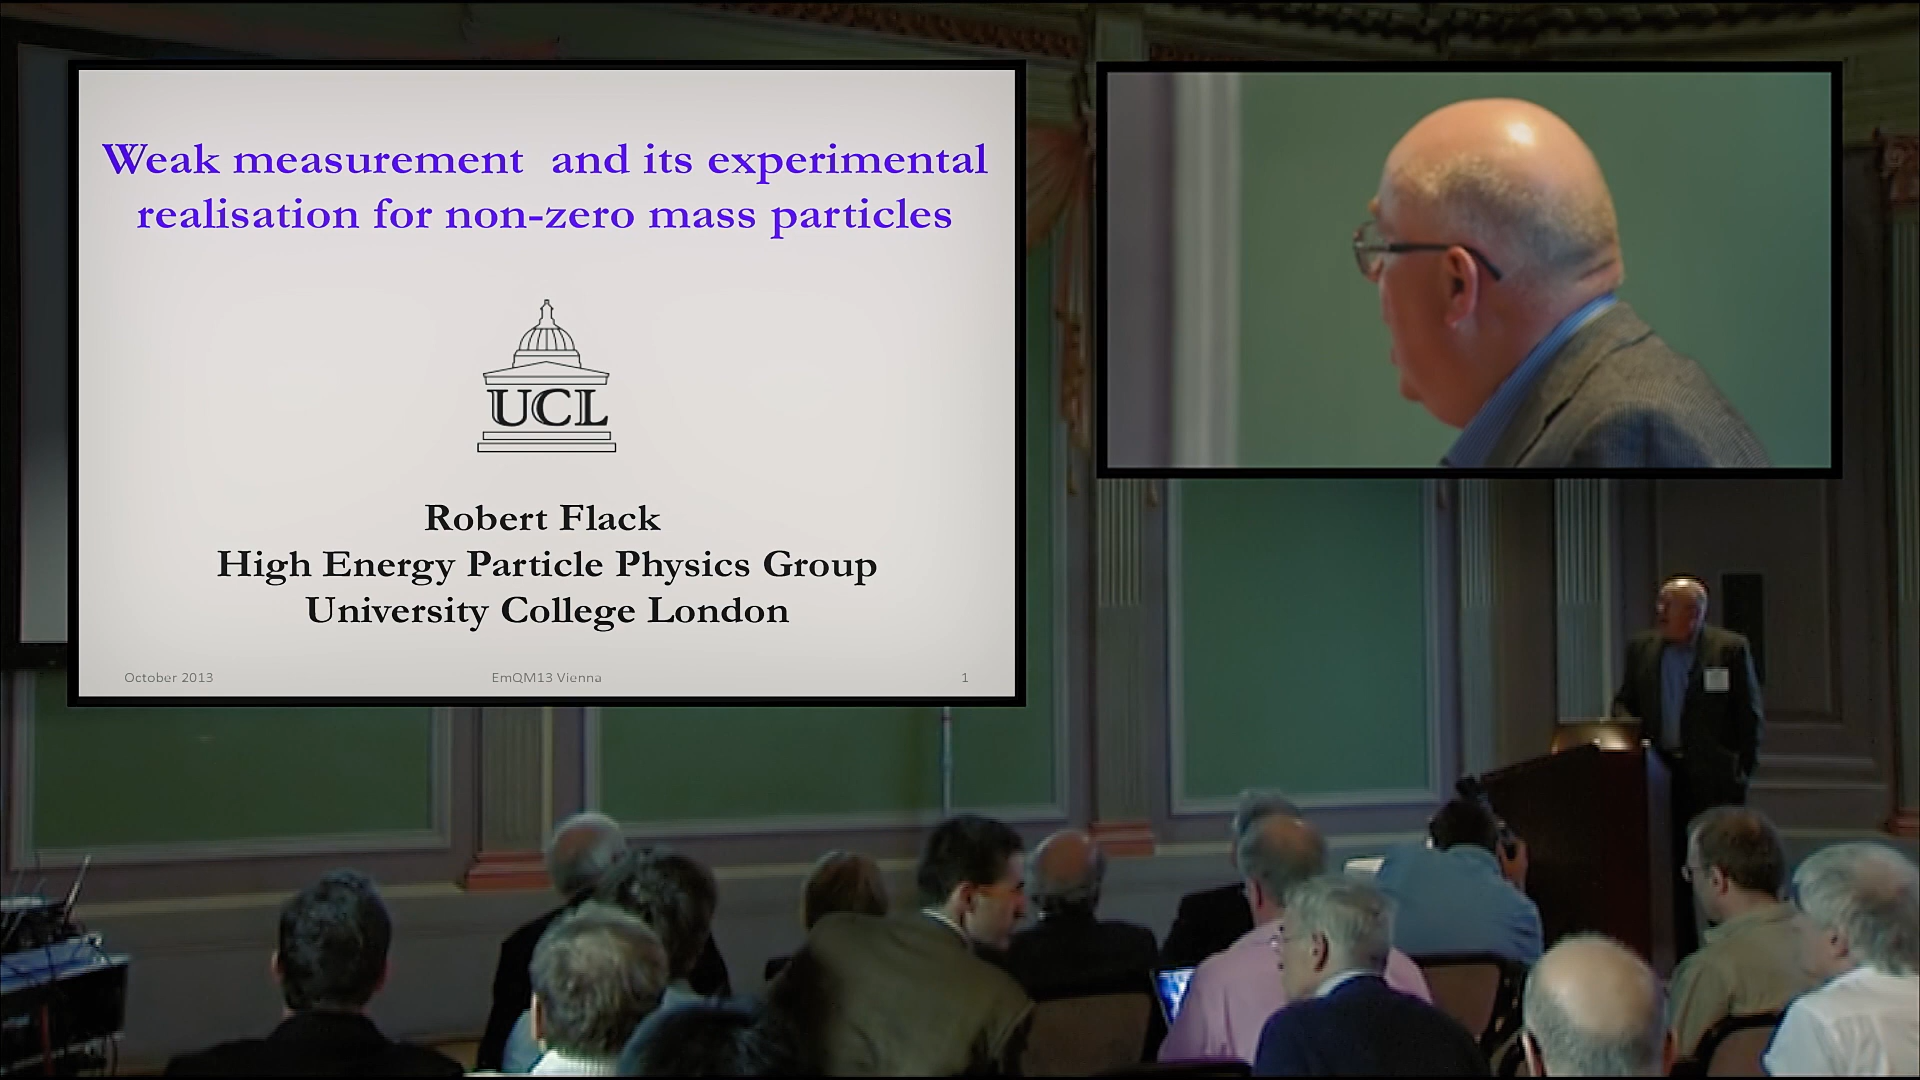 Weak measurement and its experimental
realisation for non-zero mass particles
UCL
Robert Flack
High Energy Particle Physics Group
University College London
October 2013
EmQM13 Vienna
1